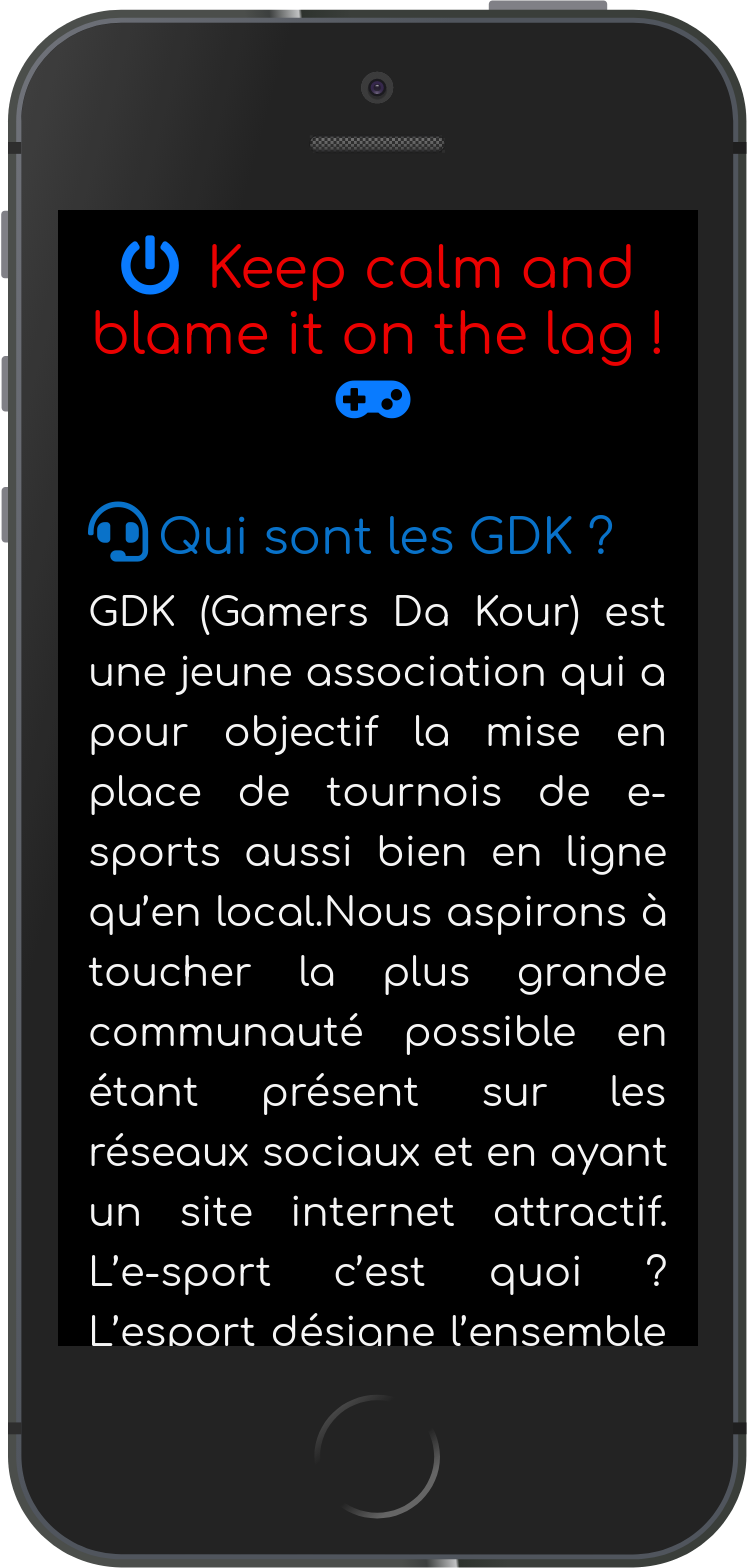 Keep calm and
blame it on the lag !
Qui sont les GDK ?
GDK (Gamers Da Kour) est
une jeune association qui a
pour objectif la mise en
place de tournois de e-
sports aussi bien en ligne
qu’en local.Nous aspirons à
toucher la plus grande
communauté possible en
étant présent sur les
réseaux sociaux et en ayant
un site internet attractif.
L’e-sport c’est quoi ?
L’esport désigne l’ensemble